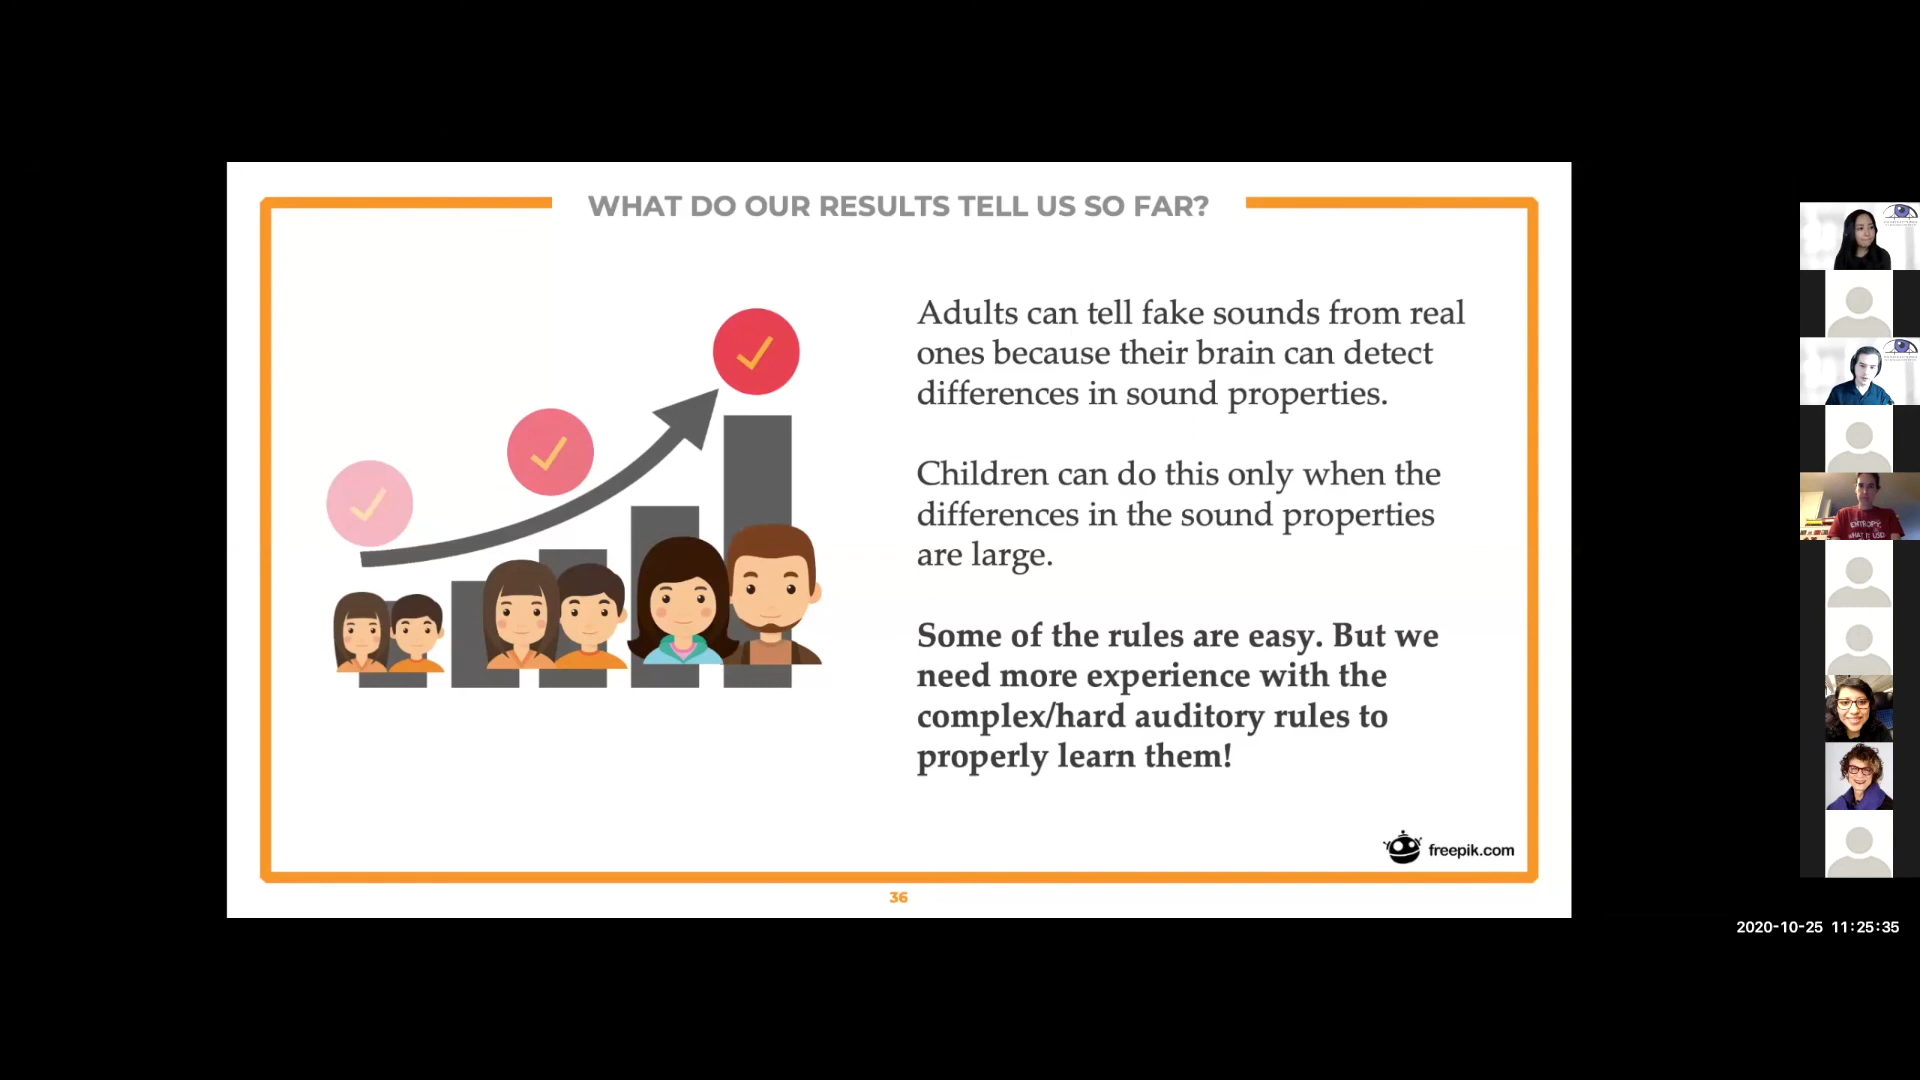 WHAT DO OUR RESULTS TELL US SO FAR?
Adults can tell fake sounds from real
ones because their brain can detect
differences in sound properties.
Children can do this only when the
differences in the sound properties
are large.
Some of the rules are easy. But we
need more experience with the
complex/hard auditory rules to
properly learn them!
freepik.com
36
ENTROPY:
2020-10-25 11:25:35